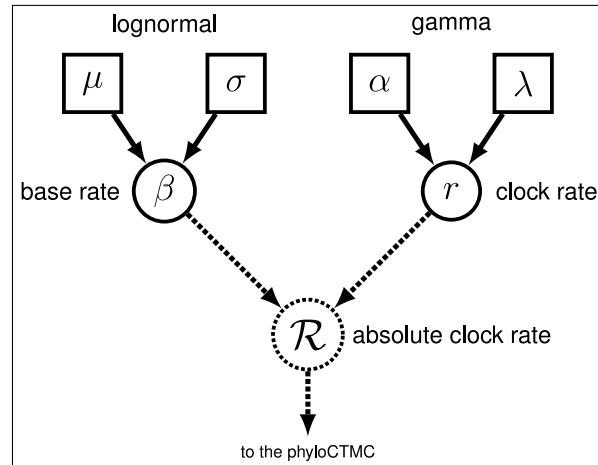 lognormal gamma
μ σ α λ
base rate β r clock rate
ℛ absolute clock rate
to the phyloCTMC